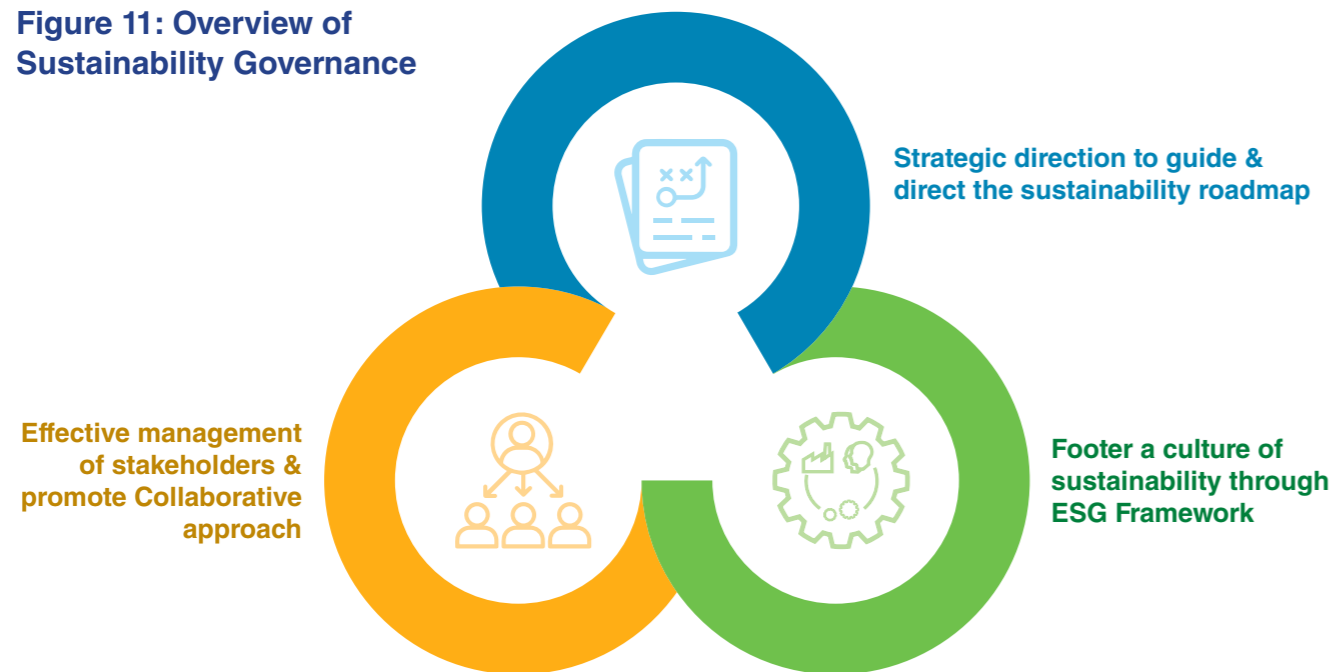 Figure 11: Overview of
Sustainability Governance
Strategic direction to guide &
direct the sustainability roadmap
Effective management
of stakeholders &
promote Collaborative
approach
Footer a culture of
sustainability through
ESG Framework